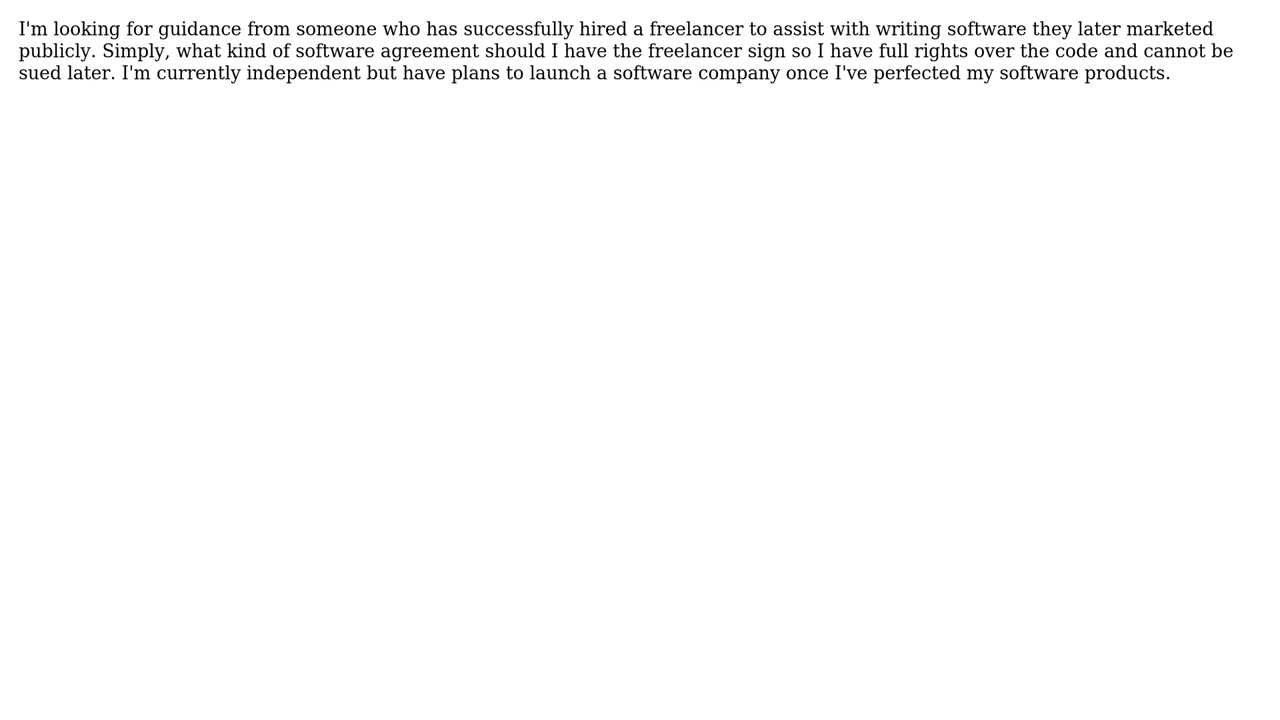 I'm looking for guidance from someone who has successfully hired a freelancer to assist with writing software they later marketed
publicly. Simply, what kind of software agreement should I have the freelancer sign so I have full rights over the code and cannot be
sued later. I'm currently independent but have plans to launch a software company once I've perfected my software products.